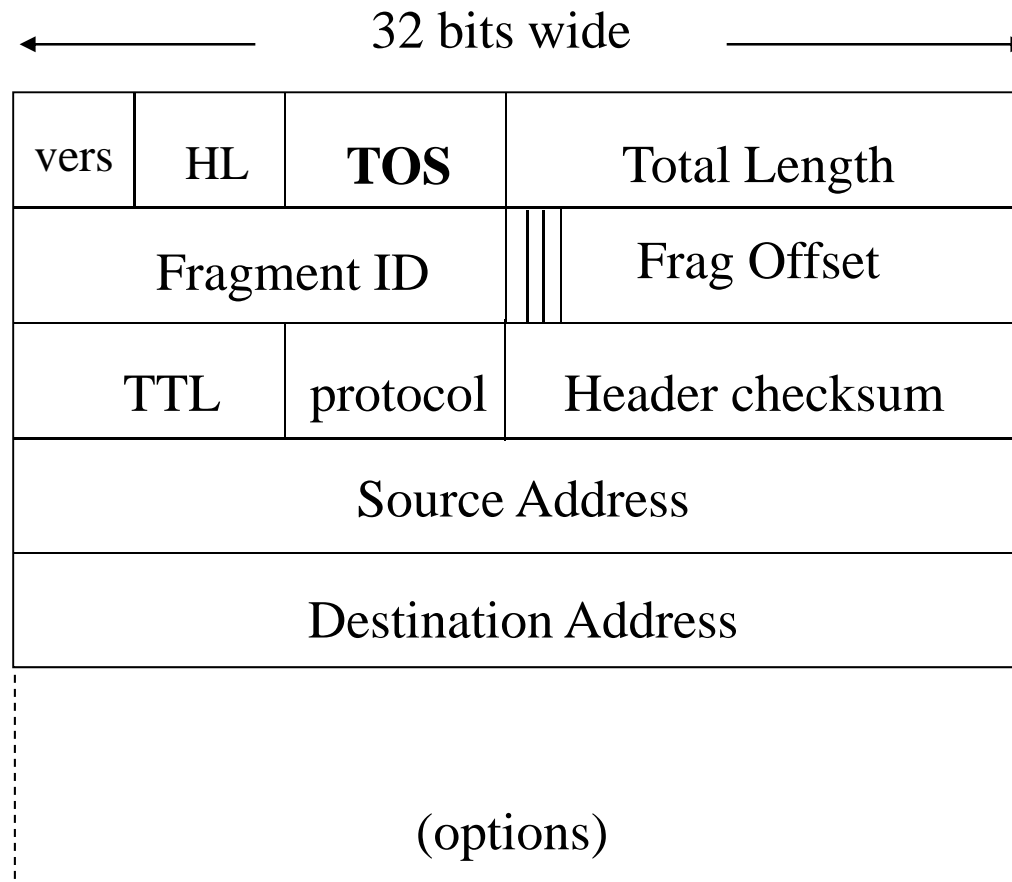 32 bits wide
vers HL TOS Total Length
Fragment ID Frag Offset
TTL protocol Header checksum
Source Address
Destination Address
(options)